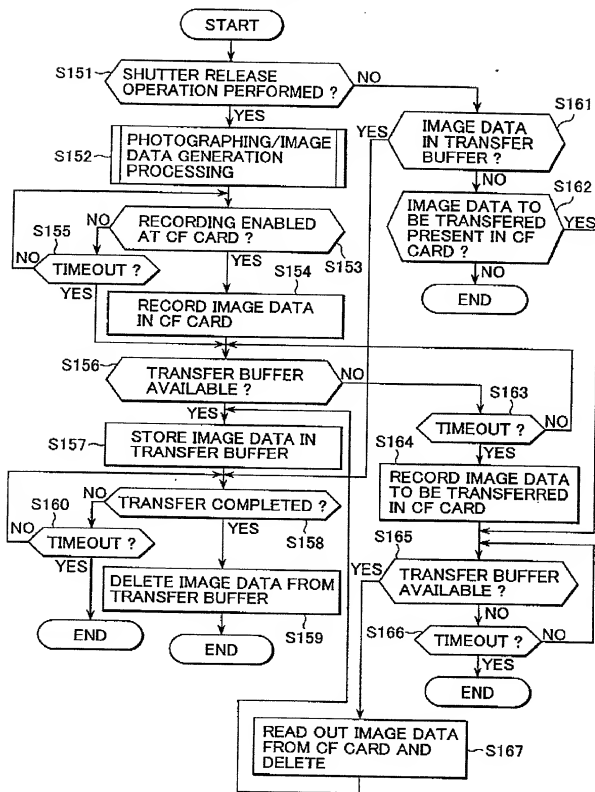 START
S151
SHUTTER RELEASE
OPERATION PERFORMED ?
NO
YES
S152
PHOTOGRAPHING/IMAGE
DATA GENERATION
PROCESSING
YES
IMAGE DATA
IN TRANSFER
BUFFER ?
S161
NO
S162
IMAGE DATA TO
BE TRANSFERED
PRESENT IN CF
CARD ?
YES
NO
END
NO
RECORDING ENABLED
AT CF CARD ?
S153
S155
NO
TIMEOUT ?
YES
YES
S154
RECORD IMAGE DATA
IN CF CARD
S156
TRANSFER BUFFER
AVAILABLE ?
NO
YES
S163
TIMEOUT ?
NO
YES
S157
STORE IMAGE DATA IN
TRANSFER BUFFER
S164
RECORD IMAGE DATA
TO BE TRANSFERRED
IN CF CARD
S160
NO
TRANSFER COMPLETED ?
S158
NO
TIMEOUT ?
YES
YES
END
DELETE IMAGE DATA FROM
TRANSFER BUFFER
S159
END
S165
YES
TRANSFER BUFFER
AVAILABLE ?
NO
S166
TIMEOUT ?
NO
YES
END
READ OUT IMAGE DATA
FROM CF CARD AND
DELETE
S167